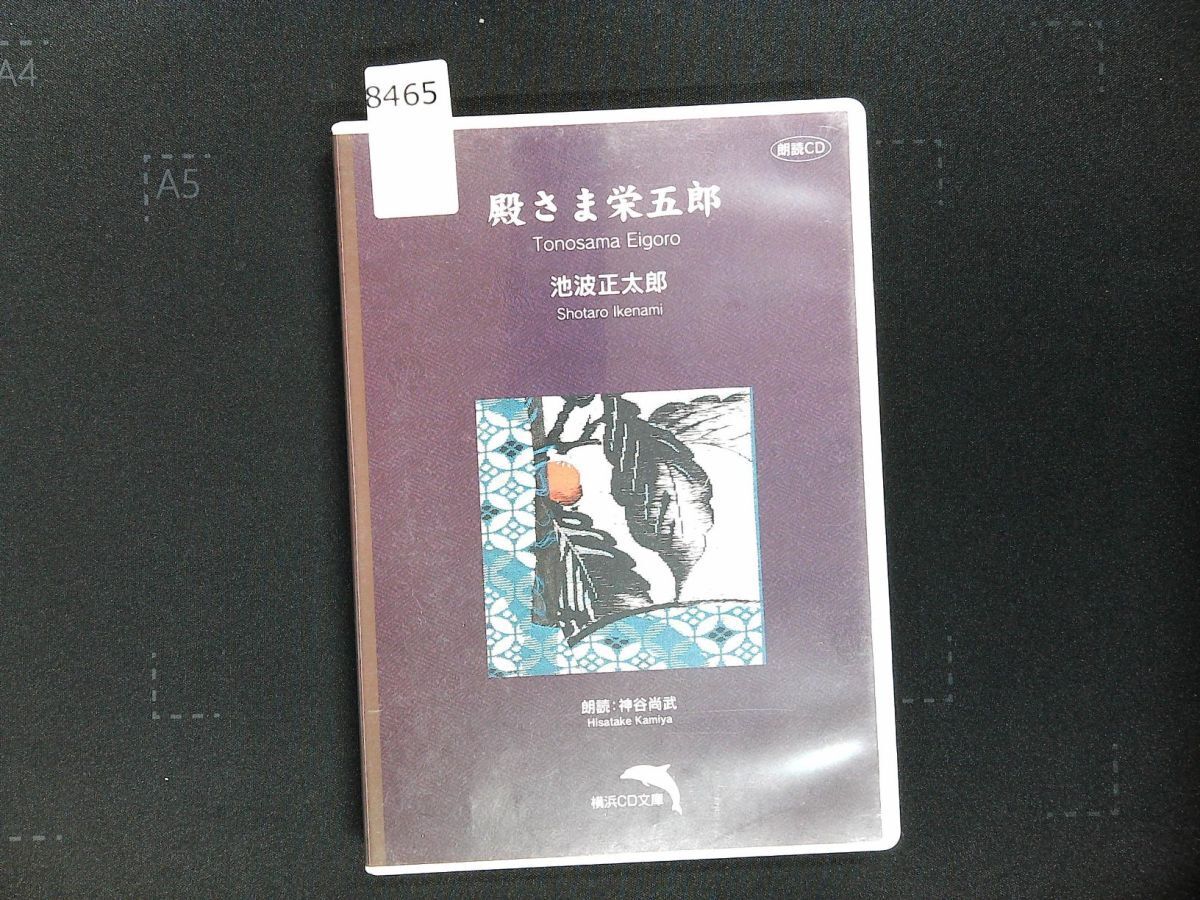 A4
A5
8465
朗読CD
殿さま栄五郎
Tonosama Eigoro
池波正太郎
Shotaro Ikenami
朗読:神谷尚武
Hisatake Kamiya
横浜CD文庫